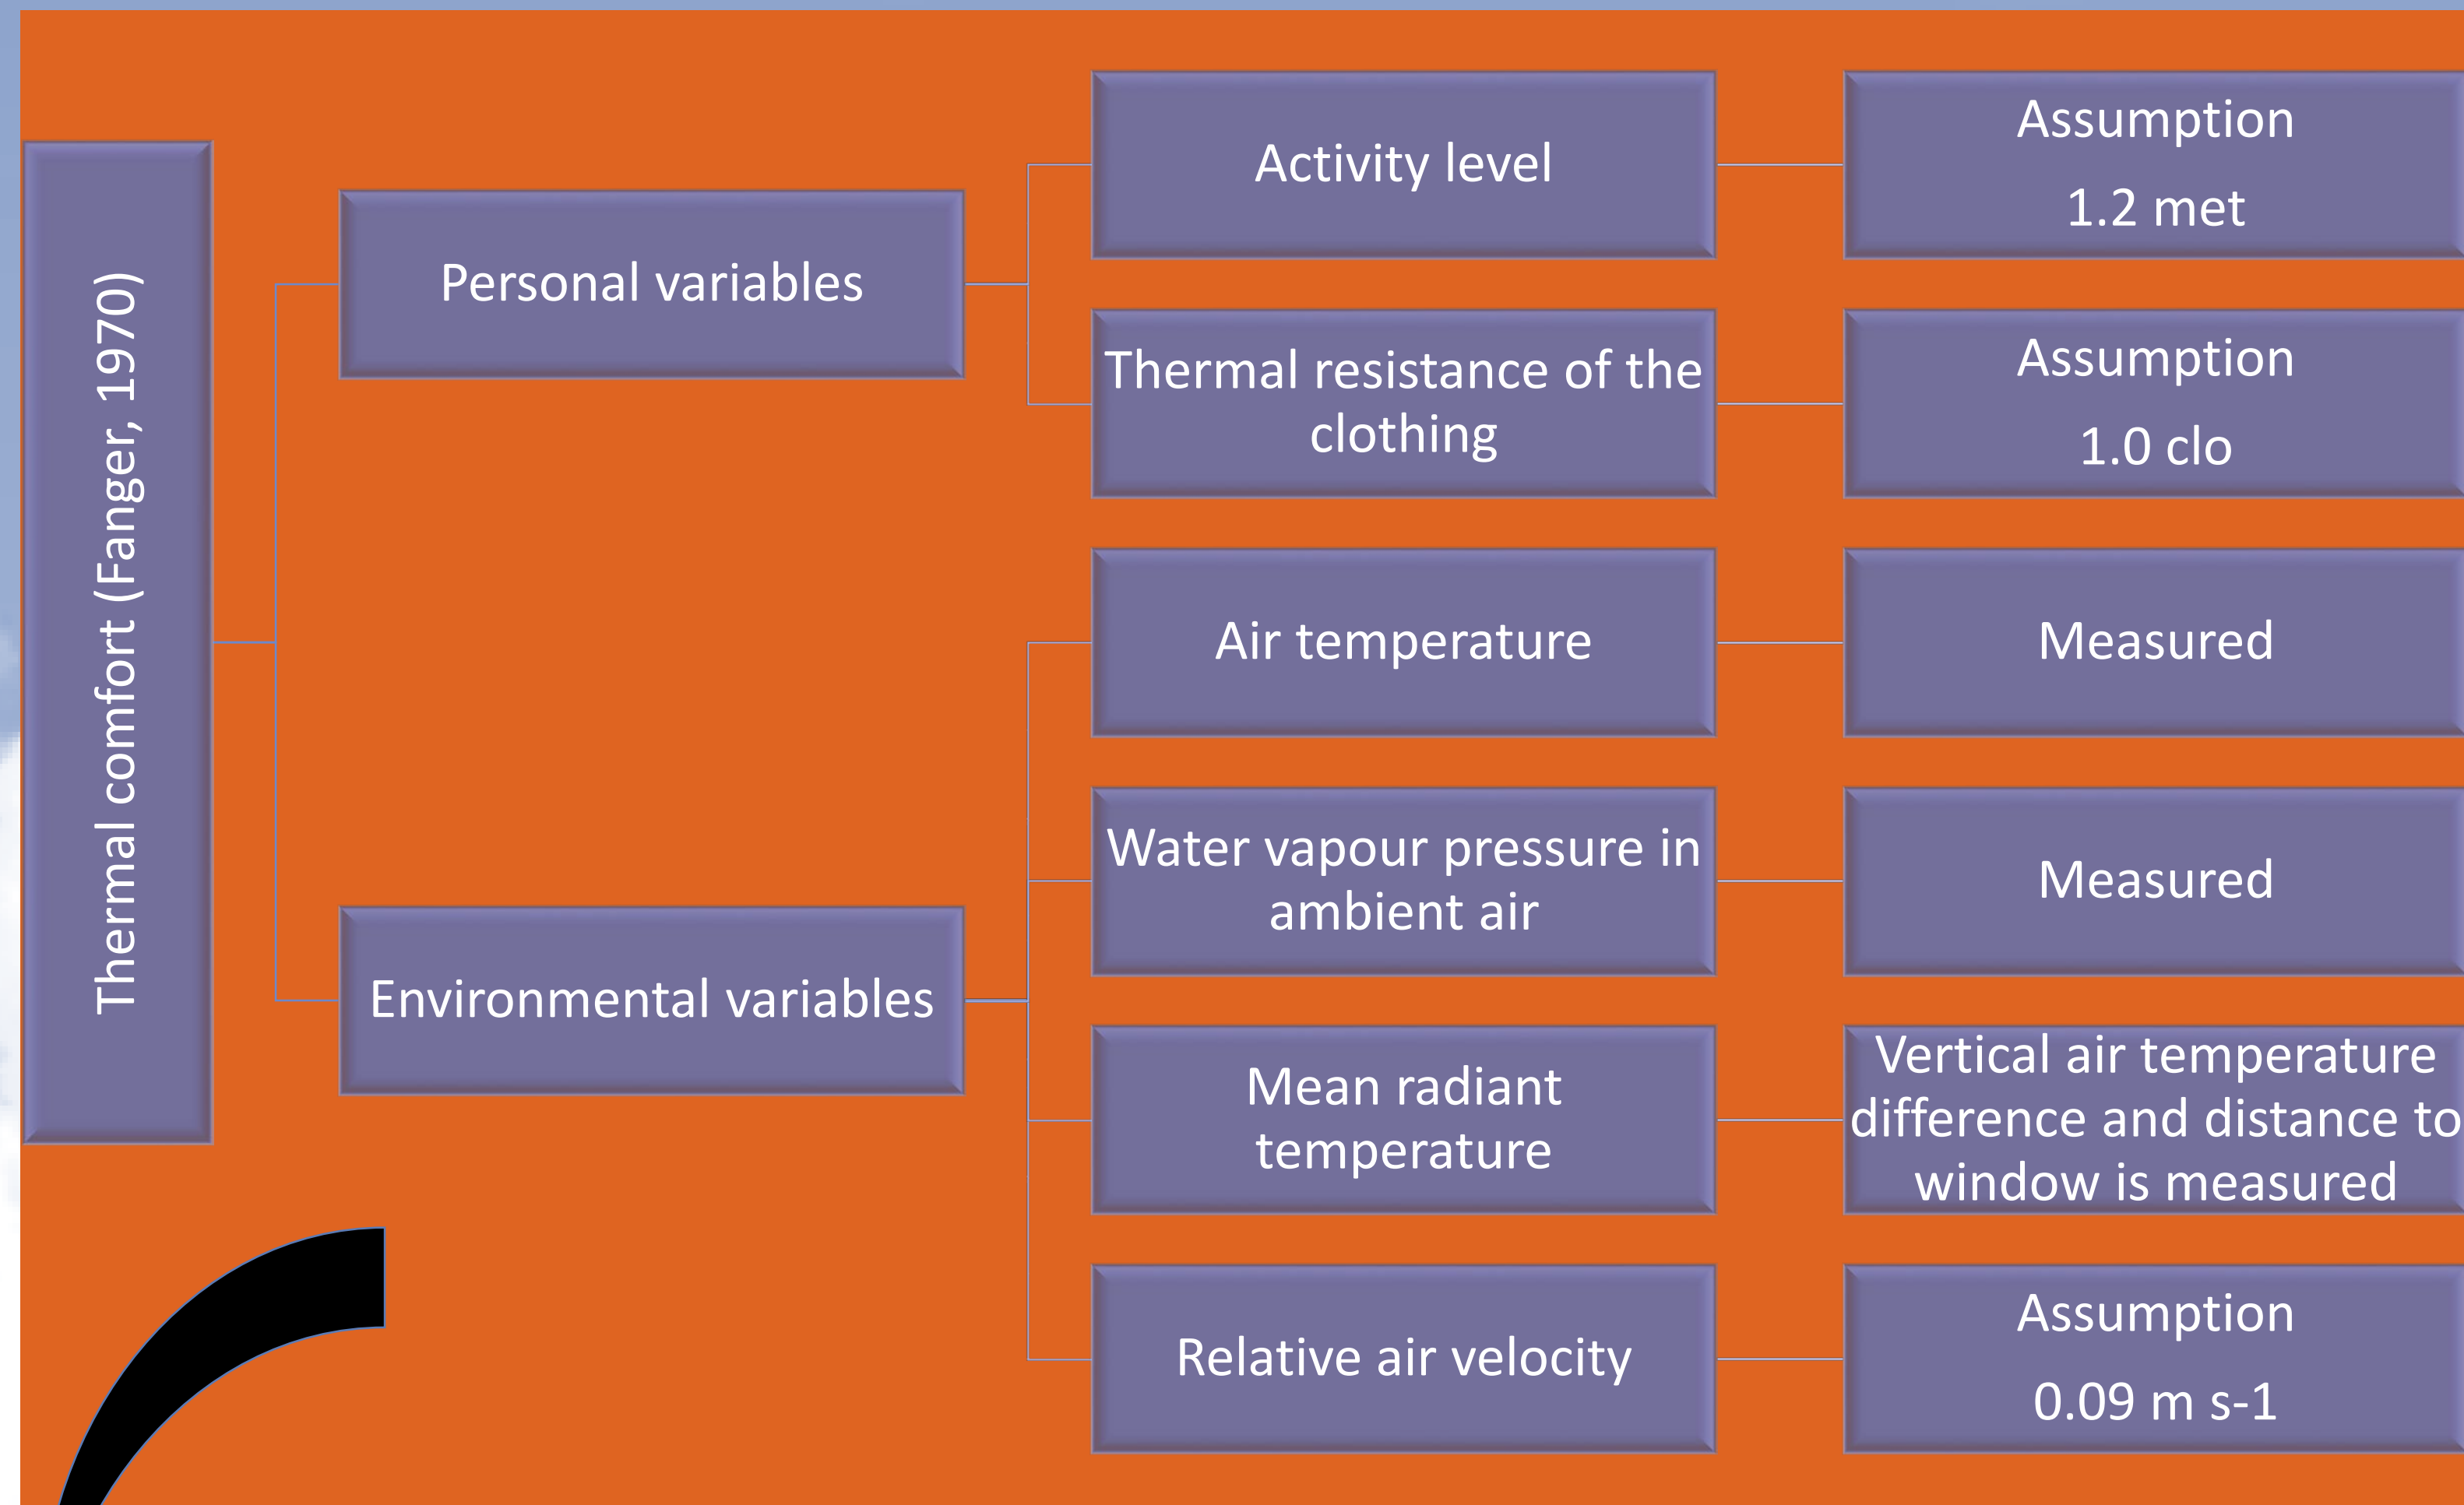 Thermal comfort (Fanger, 1970)
Personal variables
Activity level
Assumption
1.2 met
Thermal resistance of the
clothing
Assumption
1.0 clo
Environmental variables
Air temperature
Measured
Water vapour pressure in
ambient air
Measured
Mean radiant
temperature
Vertical air temperature
difference and distance to
window is measured
Relative air velocity
Assumption
0.09 m s-1